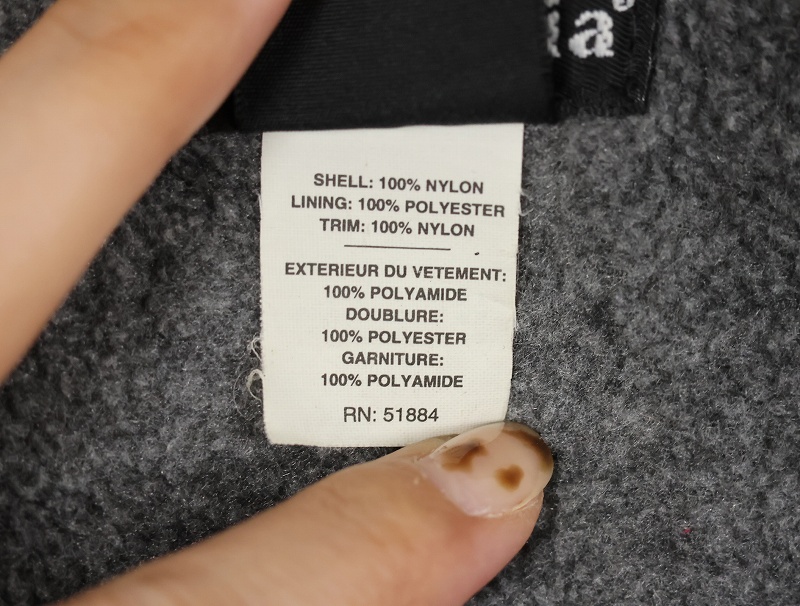 a
SHELL: 100% NYLON
LINING: 100% POLYESTER
TRIM: 100% NYLON
EXTERIEUR DU VETEMENT:
100% POLYAMIDE
DOUBLURE:
100% POLYESTER
GARNITURE:
100% POLYAMIDE
RN: 51884